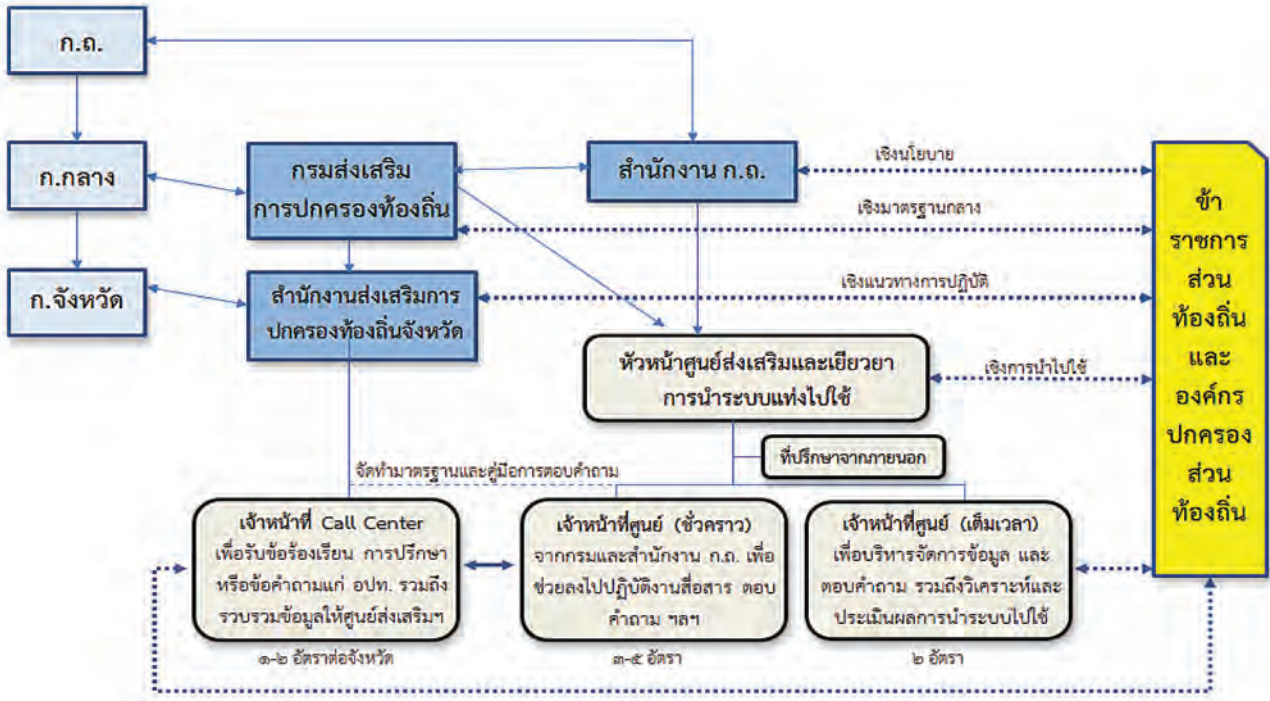 ก.ถ.
ก.กลาง
กรมส่งเสริม
การปกครองท้องถิ่น
สำนักงาน ก.ถ.
เชิงนโยบาย
เชิงมาตรฐานกลาง
ก.จังหวัด
สำนักงานส่งเสริมการ
ปกครองท้องถิ่นจังหวัด
เชิงแนวทางการปฏิบัติ
หัวหน้าศูนย์ส่งเสริมและเยียวยา
การนำระบบแท่งไปใช้
เชิงการนำไปใช้
ข้า
ราชการ
ส่วน
ท้องถิ่น
และ
องค์กร
ปกครอง
ส่วน
ท้องถิ่น
ที่ปรึกษาจากภายนอก
จัดทำมาตรฐานและคู่มือการตอบคำถาม
เจ้าหน้าที่ Call Center
เพื่อรับข้อร้องเรียน การปรึกษา
หรือข้อคำถามแก่ อปท. รวมถึง
รวบรวมข้อมูลให้ศูนย์ส่งเสริมฯ
๑-๒ อัตราต่อจังหวัด
เจ้าหน้าที่ศูนย์ (ชั่วคราว)
จากกรมและสำนักงาน ก.ถ. เพื่อ
ช่วยลงไปปฏิบัติงานสื่อสาร ตอบ
คำถาม ฯลฯ
๓-๕ อัตรา
เจ้าหน้าที่ศูนย์ (เต็มเวลา)
เพื่อบริหารจัดการข้อมูล และ
ตอบคำถาม รวมถึงวิเคราะห์และ
ประเมินผลการนำระบบไปใช้
๒ อัตรา